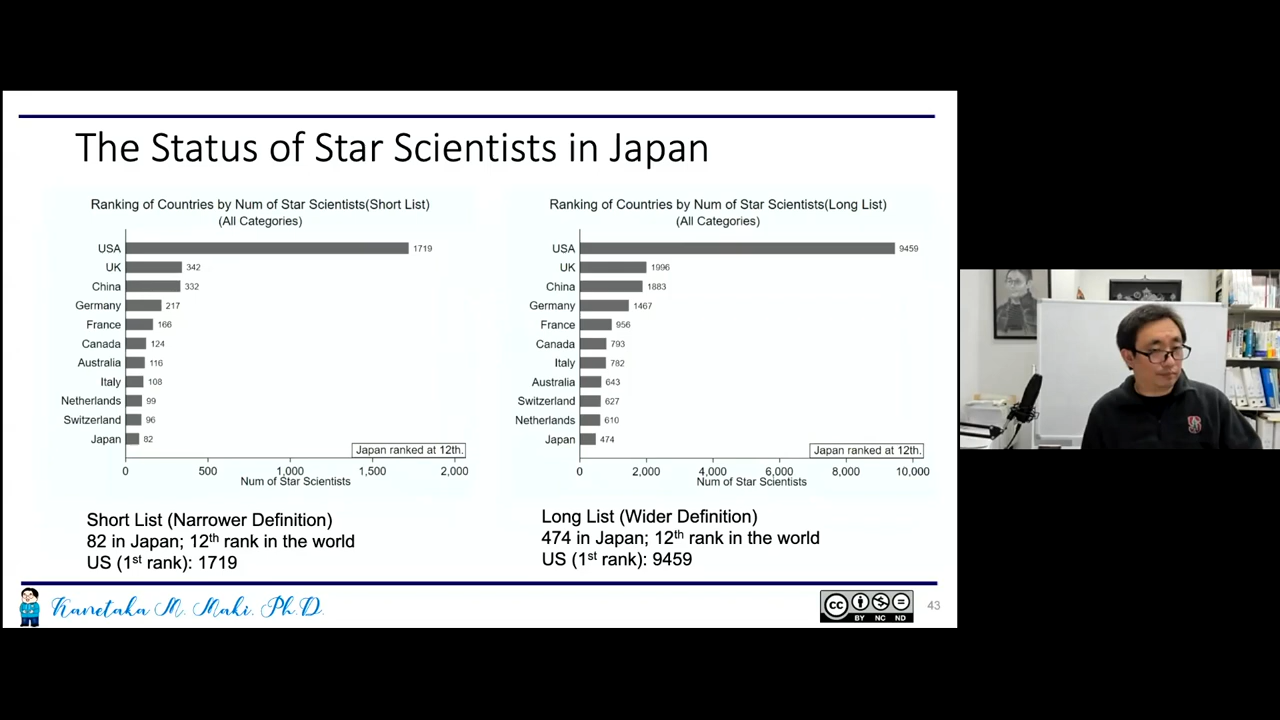 The Status of Star Scientists in Japan
Ranking of Countries by Num of Star Scientists(Short List)
(All Categories)
USA 1719
UK 342
China 332
Germany 217
France 166
Canada 124
Australia 116
Italy 108
Netherlands 99
Switzerland 96
Japan 82
Japan ranked at 12th.
0 500 1,000 1,500 2,000
Num of Star Scientists
Ranking of Countries by Num of Star Scientists(Long List)
(All Categories)
USA 9459
UK 1996
China 1883
Germany 1467
France 956
Canada 793
Italy 782
Australia 643
Switzerland 627
Netherlands 610
Japan 474
Japan ranked at 12th.
0 2,000 4,000 6,000 8,000 10,000
Num of Star Scientists
Short List (Narrower Definition)
82 in Japan; 12th rank in the world
US (1st rank): 1719
Long List (Wider Definition)
474 in Japan; 12th rank in the world
US (1st rank): 9459
Kanetaka M. Maki, Ph.D.
cc BY NC ND
43